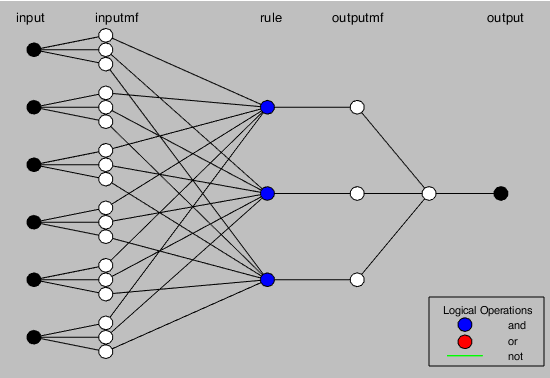 input inputmf rule outputmf output
Logical Operations
and
or
not